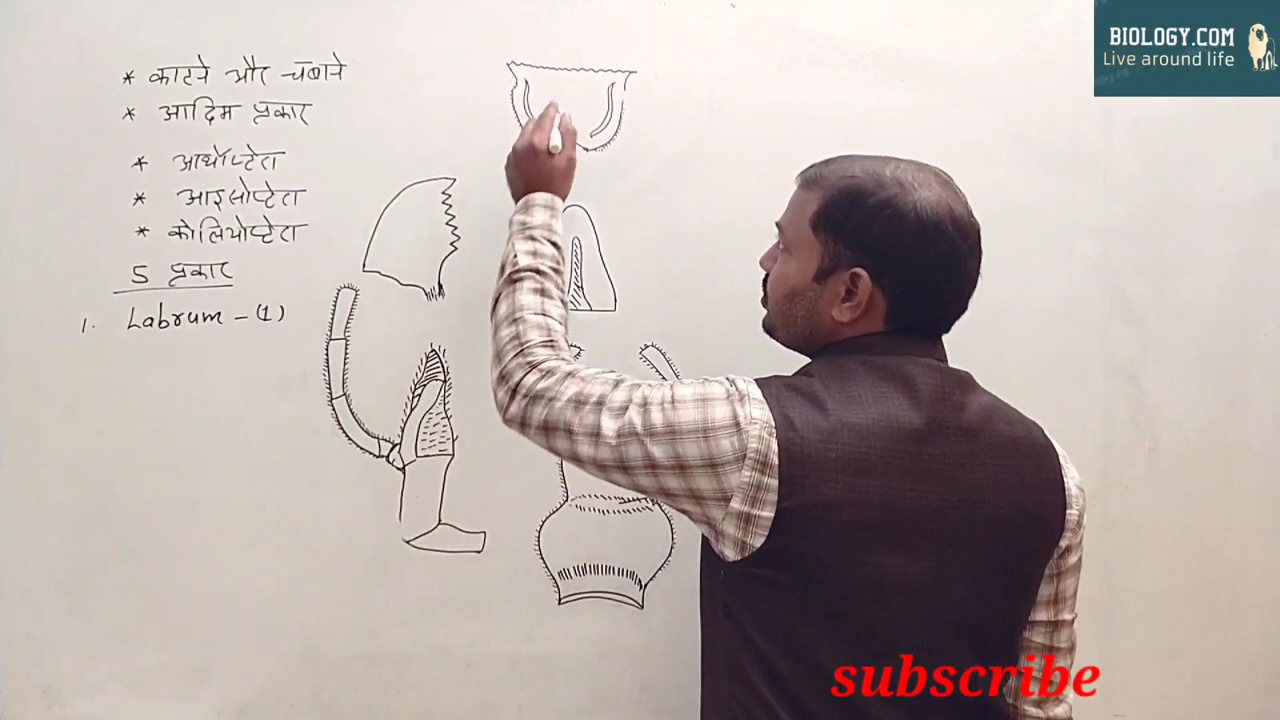 * काटने और चबाने
* आदिम प्रकार
* आर्थोप्टेरा
* आइसोप्टेरा
* कोलियोप्टेरा
5 प्रकार
1. Labrum - (1)
BIOLOGY.COM
Live around life
subscribe